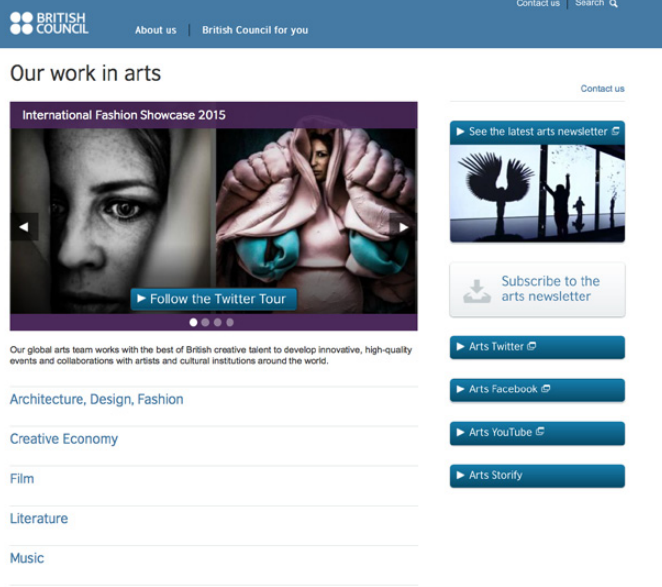 Contact us
Search
BRITISH
COUNCIL
About us
British Council for you
Our work in arts
Contact us
International Fashion Showcase 2015
Follow the Twitter Tour
Our global arts team works with the best of British creative talent to develop innovative, high-quality
events and collaborations with artists and cultural institutions around the world.
Architecture, Design, Fashion
Creative Economy
Film
Literature
Music
See the latest arts newsletter
Subscribe to the
arts newsletter
Arts Twitter
Arts Facebook
Arts YouTube
Arts Storify